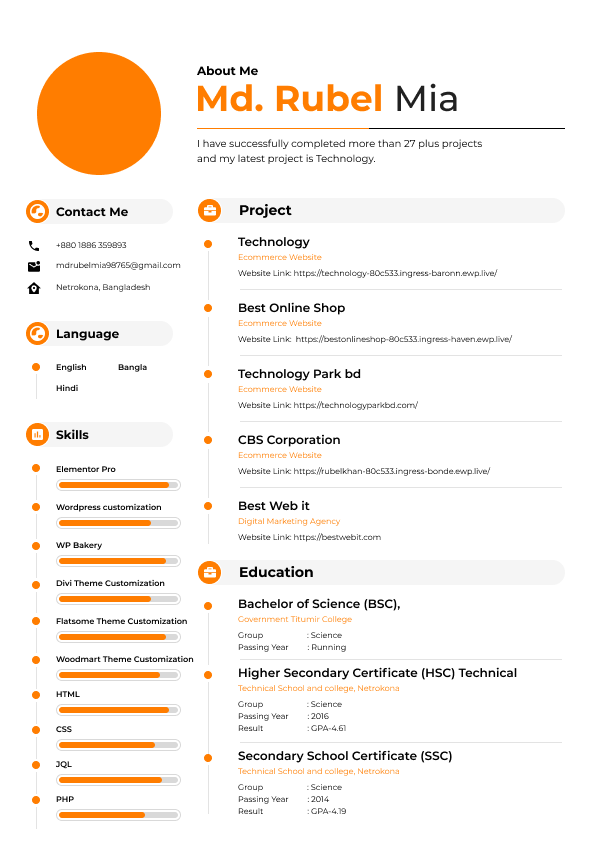 About Me
Md. Rubel Mia
I have successfully completed more than 27 plus projects
and my latest project is Technology.
Contact Me
+880 1886 359893
mdrubelmia98765@gmail.com
Netrokona, Bangladesh
Language
English Bangla
Hindi
Skills
Elementor Pro
Wordpress customization
WP Bakery
Divi Theme Customization
Flatsome Theme Customization
Woodmart Theme Customization
HTML
CSS
JQL
PHP
Project
Technology
Ecommerce Website
Website Link: https://technology-80c533.ingress-baronn.ewp.live/
Best Online Shop
Ecommerce Website
Website Link: https://bestonlineshop-80c533.ingress-haven.ewp.live/
Technology Park bd
Ecommerce Website
Website Link: https://technologyparkbd.com/
CBS Corporation
Ecommerce Website
Website Link: https://rubelkhan-80c533.ingress-bonde.ewp.live/
Best Web it
Digital Marketing Agency
Website Link: https://bestwebit.com
Education
Bachelor of Science (BSC),
Government Titumir College
Group : Science
Passing Year : Running
Higher Secondary Certificate (HSC) Technical
Technical School and college, Netrokona
Group : Science
Passing Year : 2016
Result : GPA-4.61
Secondary School Certificate (SSC)
Technical School and college, Netrokona
Group : Science
Passing Year : 2014
Result : GPA-4.19